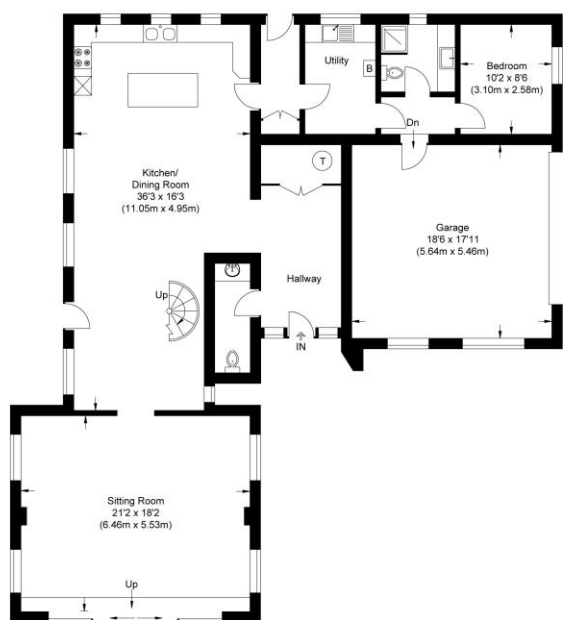 Utility
B
Bedroom
10'2 x 8'6
(3.10m x 2.58m)
Dn
Kitchen/
Dining Room
36'3 x 16'3
(11.05m x 4.95m)
T
Garage
18'6 x 17'11
(5.64m x 5.46m)
Hallway
Up
IN
Sitting Room
21'2 x 18'2
(6.46m x 5.53m)
Up